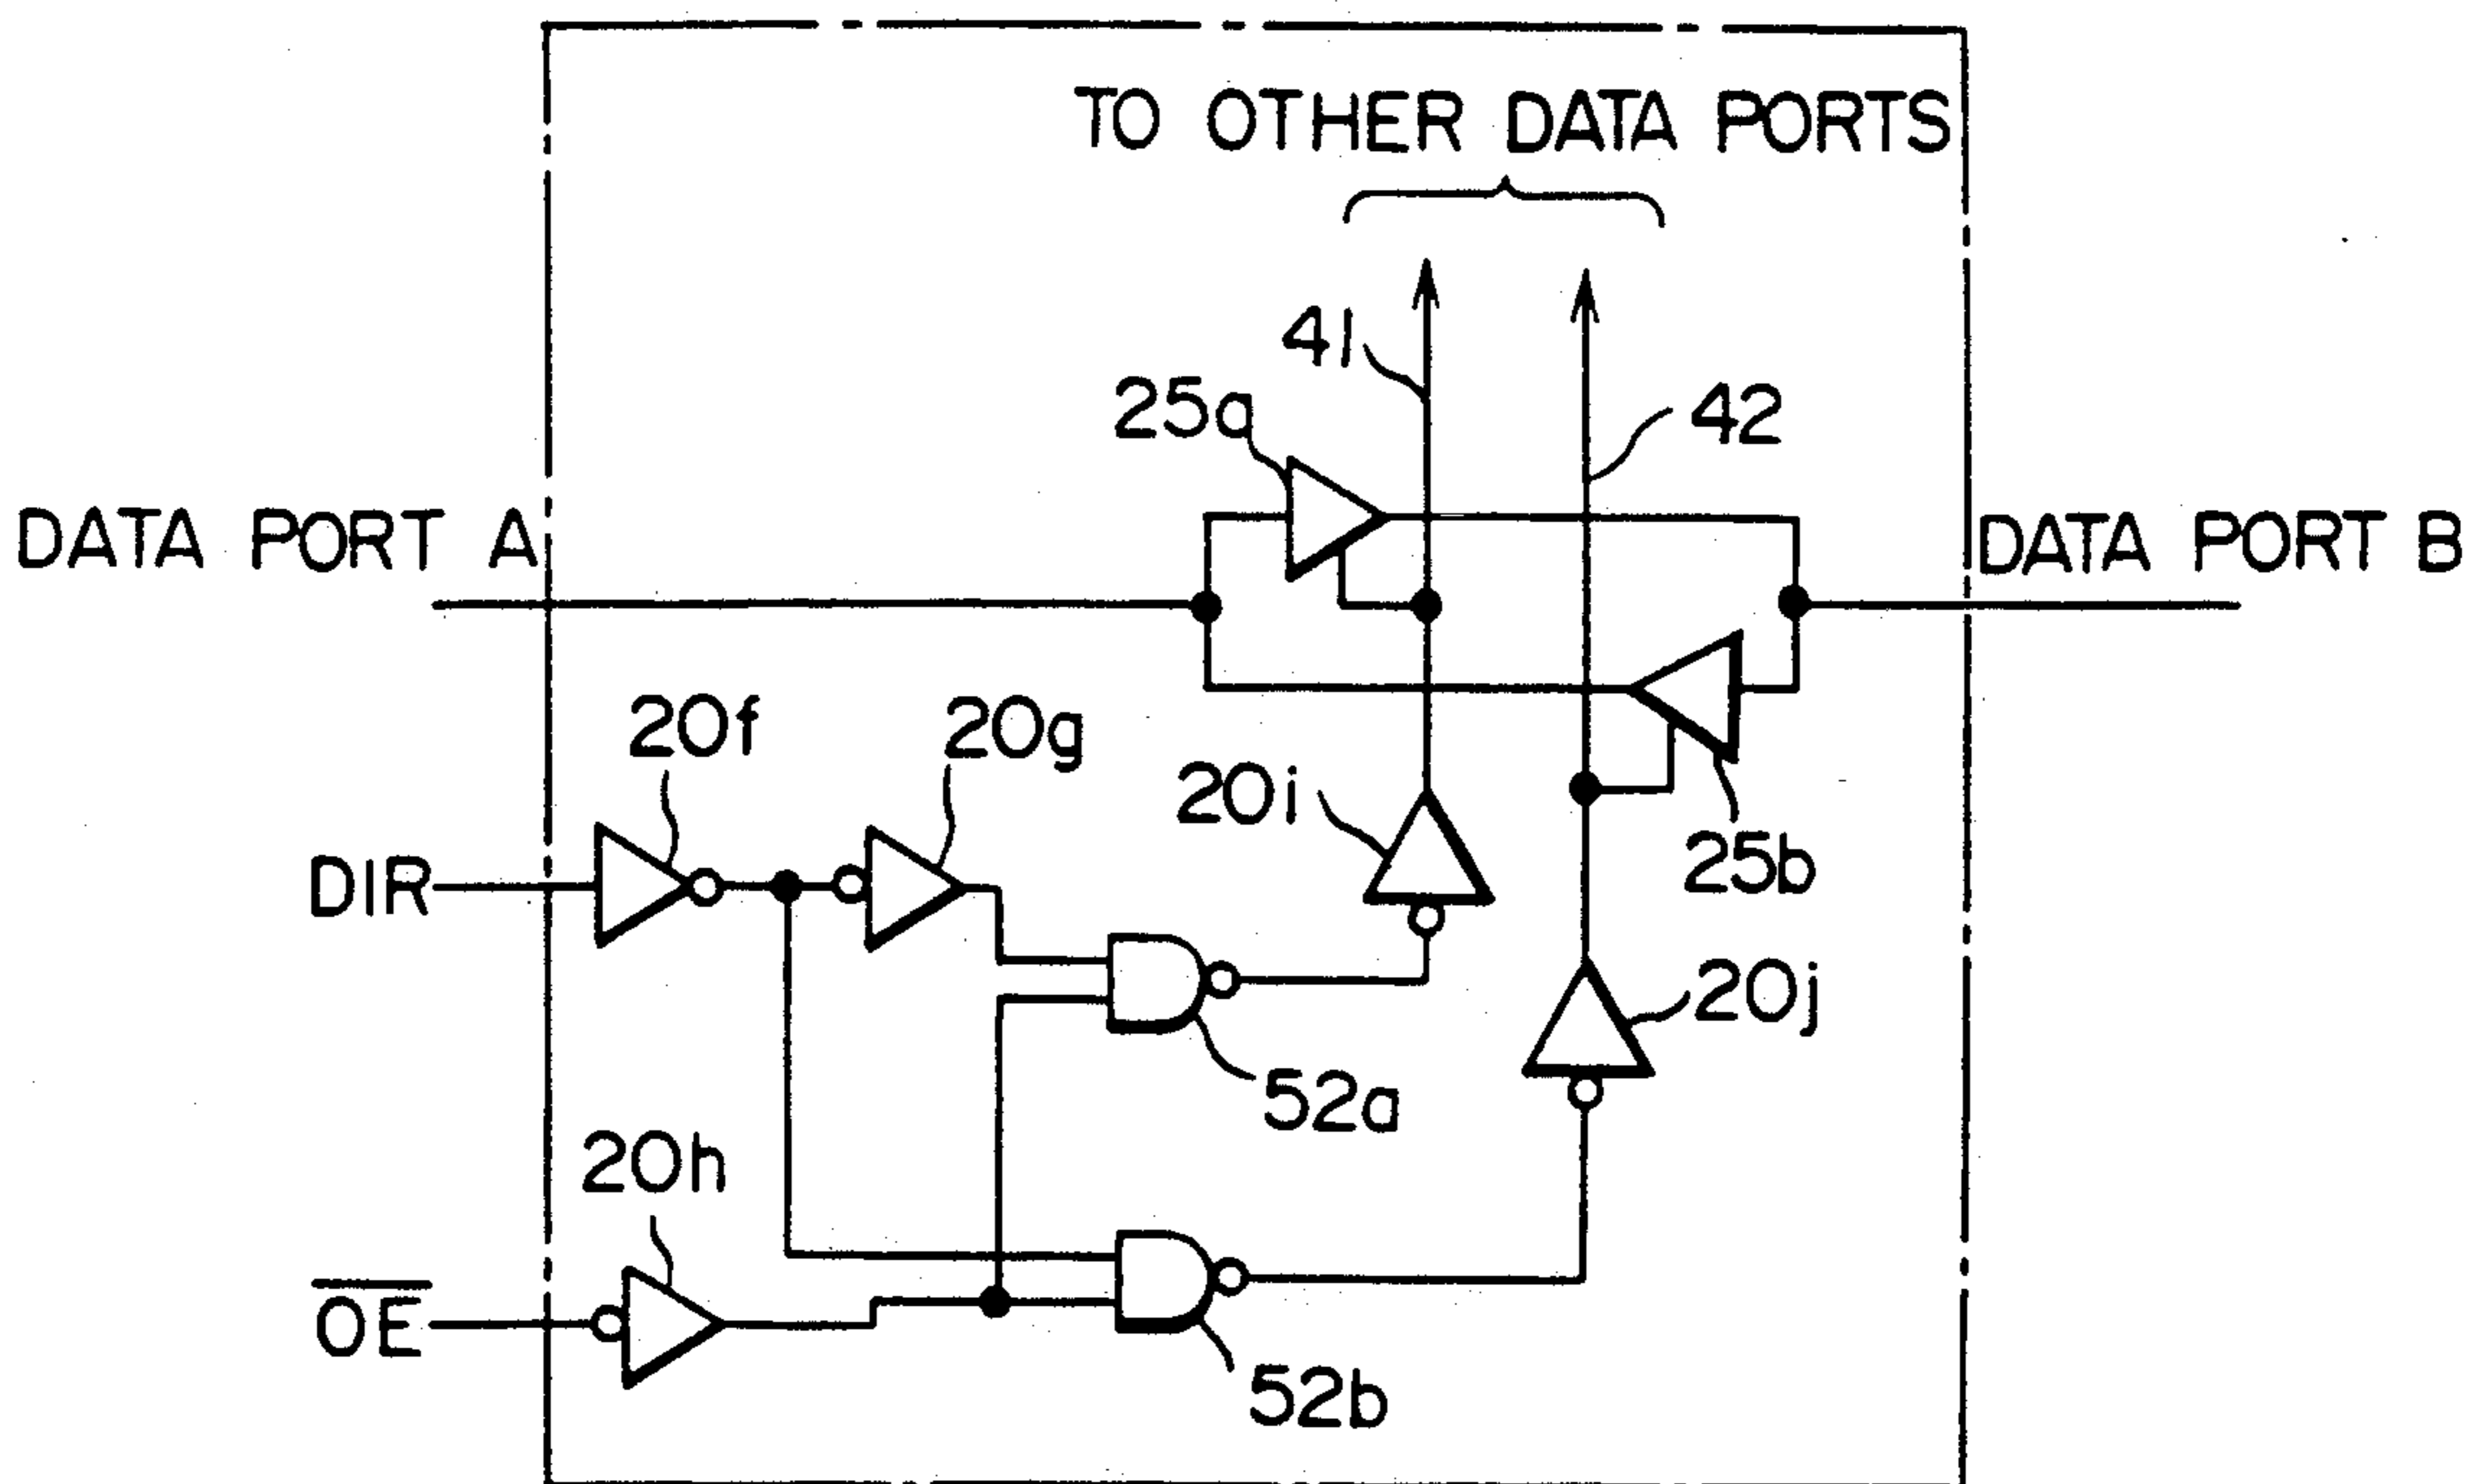 TO OTHER DATA PORTS
41
25a
42
DATA PORT A
DATA PORT B
20f
20g
20i
25b
DIR
20j
52a
20h
O̅E̅
52b